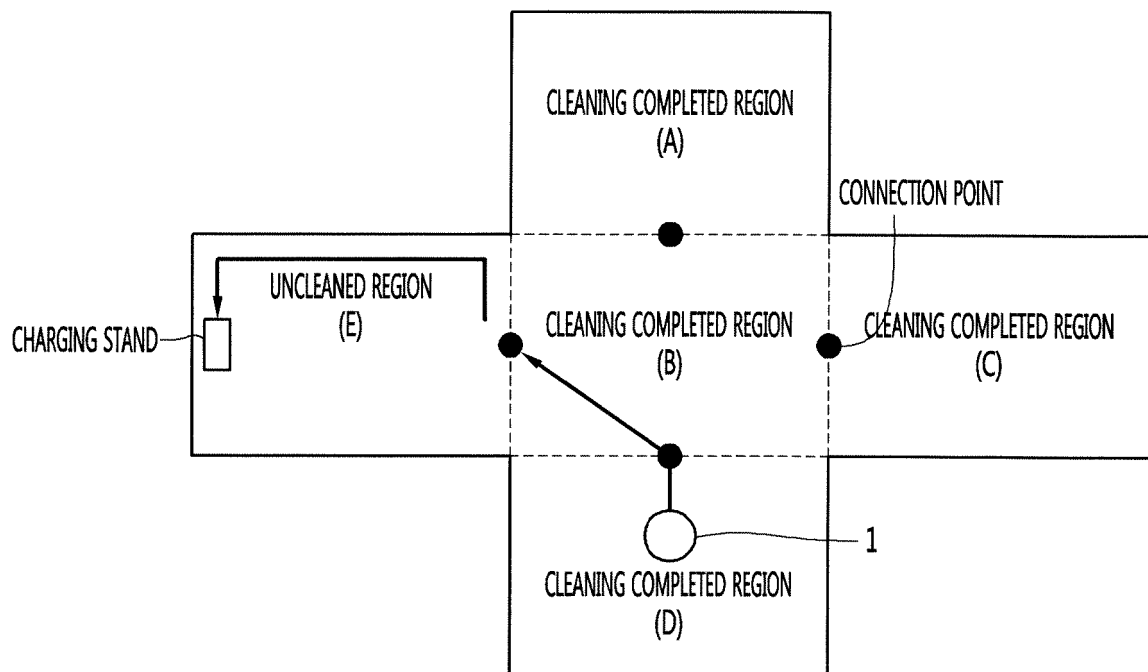 CLEANING COMPLETED REGION
(A)
CONNECTION POINT
UNCLEANED REGION
(E)
CHARGING STAND
CLEANING COMPLETED REGION
(B)
CLEANING COMPLETED REGION
(C)
1
CLEANING COMPLETED REGION
(D)